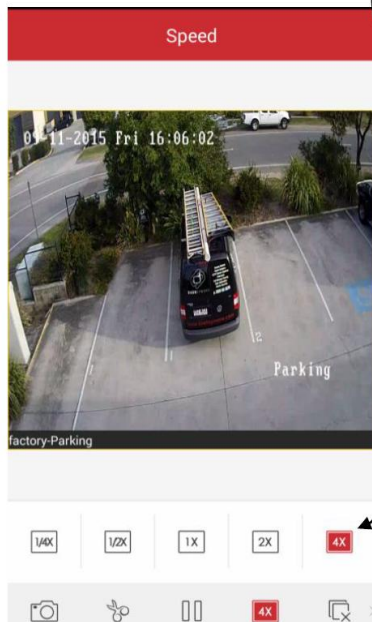 Speed
09-11-2015 Fri 16:06:02
2
Parking
factory-Parking
1/4X 1/2X 1X 2X 4X
4X